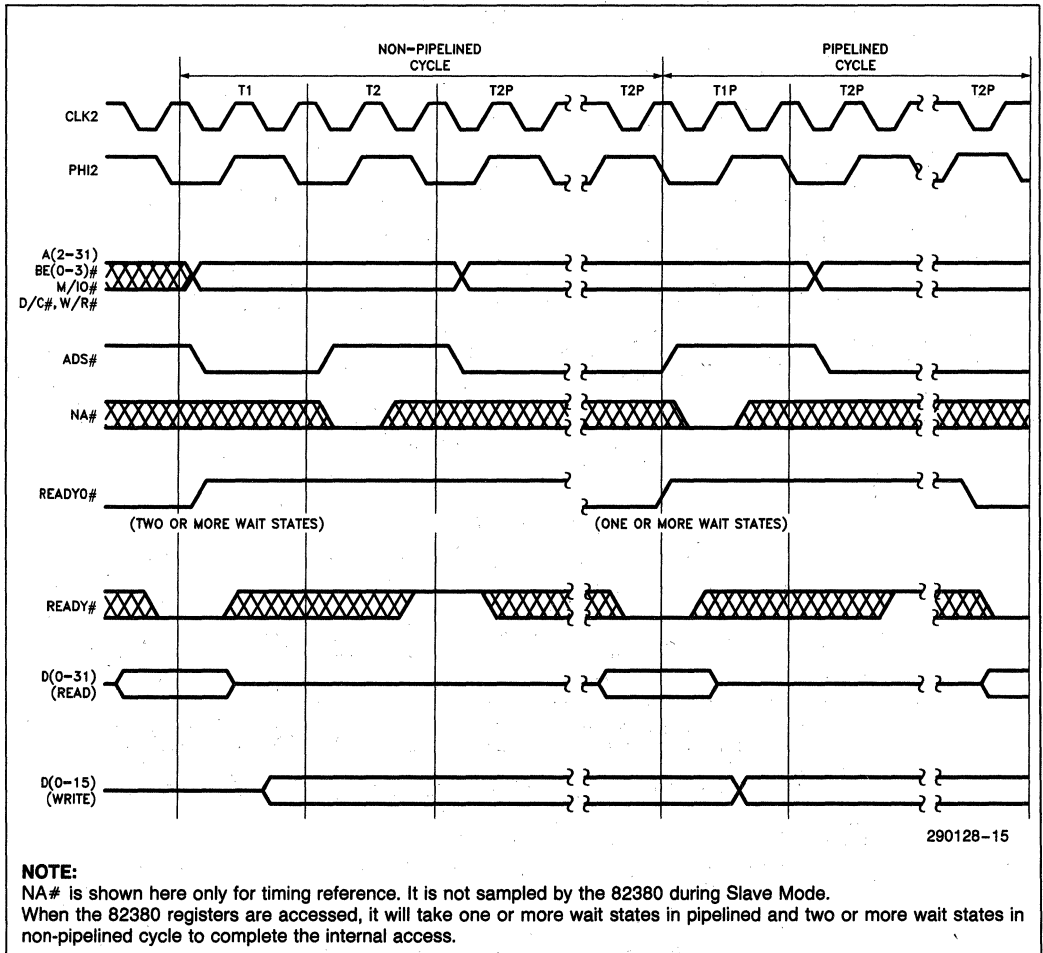 NON-PIPELINED
CYCLE
PIPELINED
CYCLE
T1 T2 T2P T2P T1P T2P T2P
CLK2
PHI2
A(2-31)
BE(0-3)#
M/IO#
D/C#, W/R#
ADS#
NA#
READYO#
(TWO OR MORE WAIT STATES) (ONE OR MORE WAIT STATES)
READY#
D(0-31)
(READ)
D(0-15)
(WRITE)
290128-15
NOTE:
NA# is shown here only for timing reference. It is not sampled by the 82380 during Slave Mode.
When the 82380 registers are accessed, it will take one or more wait states in pipelined and two or more wait states in
non-pipelined cycle to complete the internal access.